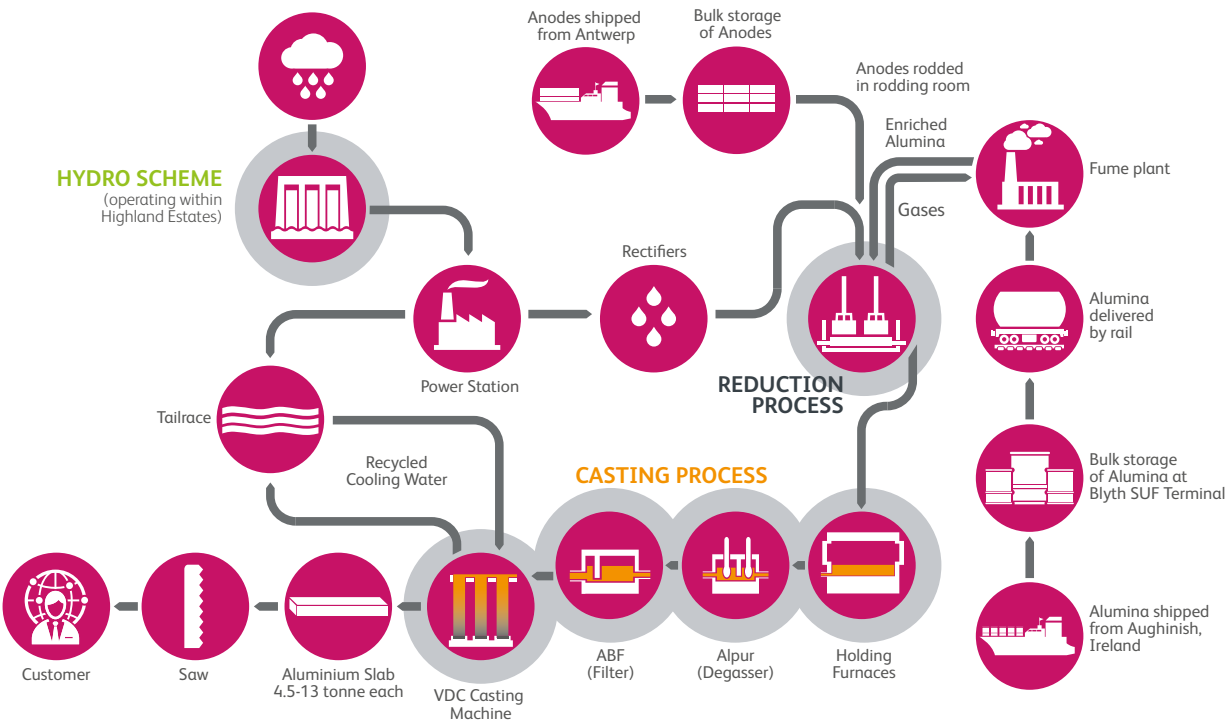 Anodes shipped
from Antwerp
Bulk storage
of Anodes
Anodes rodded
in rodding room
Enriched
Alumina
Gases
Fume plant
HYDRO SCHEME
(operating within
Highland Estates)
Rectifiers
Alumina
delivered
by rail
Power Station
REDUCTION
PROCESS
Tailrace
Recycled
Cooling Water
CASTING PROCESS
Bulk storage
of Alumina at
Blyth SUF Terminal
Alumina shipped
from Aughinish,
Ireland
Customer
Saw
Aluminium Slab
4.5-13 tonne each
VDC Casting
Machine
ABF
(Filter)
Alpur
(Degasser)
Holding
Furnaces